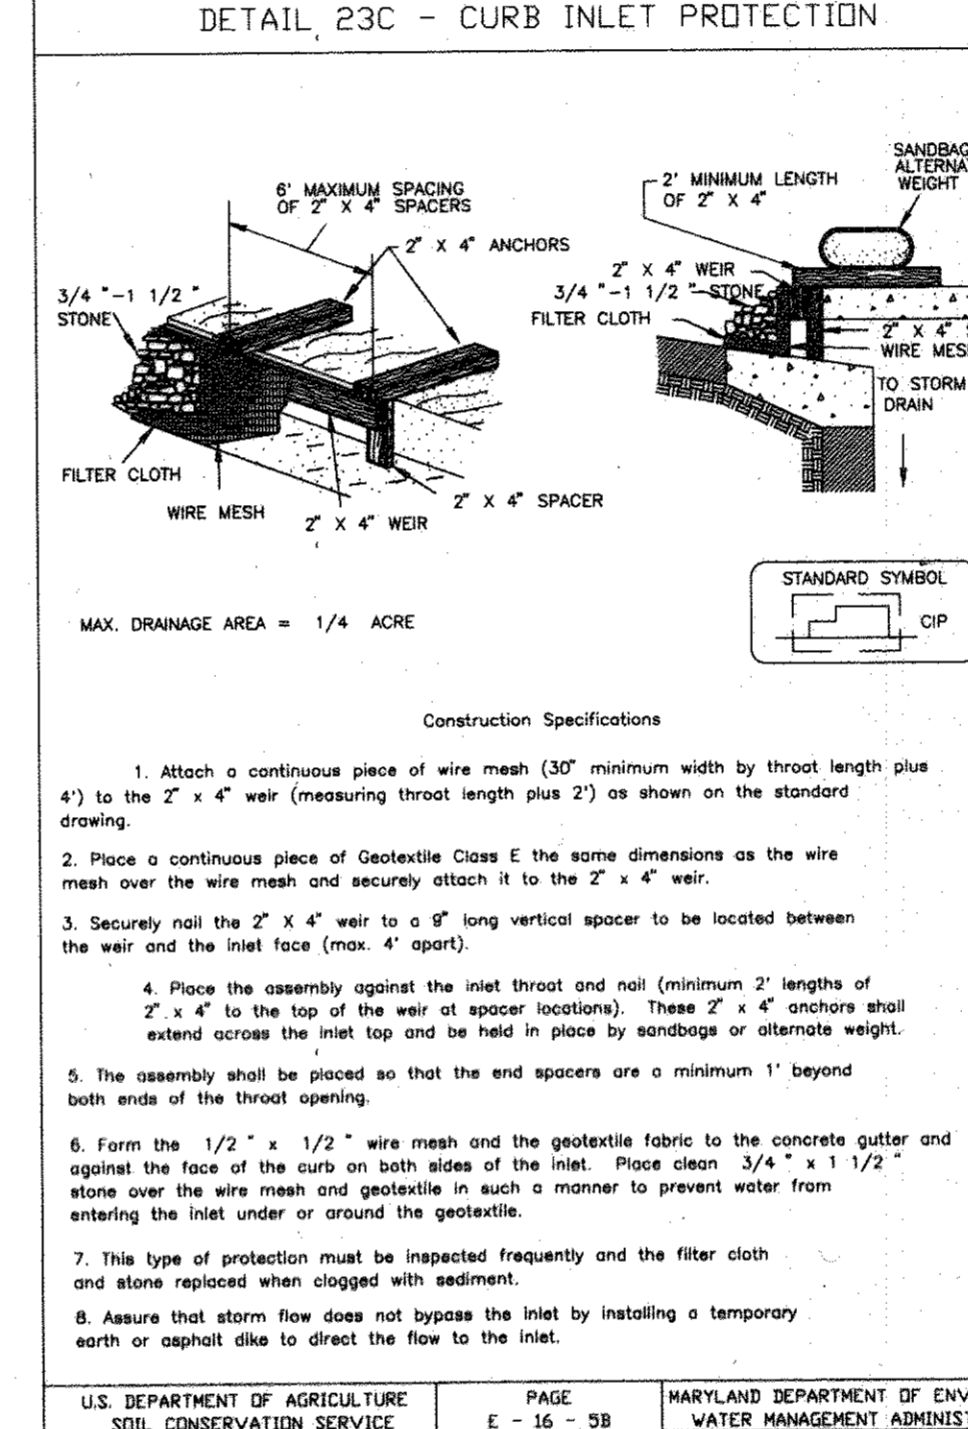 DETAIL 23C - CURB INLET PROTECTION
6' MAXIMUM SPACING
OF 2" X 4" SPACERS
2" X 4" ANCHORS
3/4 "-1 1/2 "
STONE
FILTER CLOTH
WIRE MESH
2" X 4" WEIR
2" X 4" SPACER
2' MINIMUM LENGTH
OF 2" X 4"
SANDBAG
ALTERNA
WEIGHT
2" X 4" WEIR
3/4 "-1 1/2 " STONE
FILTER CLOTH
2" X 4"
WIRE MES
TO STORM
DRAIN
MAX. DRAINAGE AREA = 1/4 ACRE
STANDARD SYMBOL
CIP
Construction Specifications
1. Attach a continuous piece of wire mesh (30" minimum width by throat length plus
4') to the 2" x 4" weir (measuring throat length plus 2') as shown on the standard
drawing.
2. Place a continuous piece of Geotextile Class E the same dimensions as the wire
mesh over the wire mesh and securely attach it to the 2" x 4" weir.
3. Securely nail the 2" X 4" weir to a 9" long vertical spacer to be located between
the weir and the inlet face (max. 4' apart).
4. Place the assembly against the inlet throat and nail (minimum 2' lengths of
2" x 4" to the top of the weir at spacer locations). These 2" x 4" anchors shall
extend across the inlet top and be held in place by sandbags or alternate weight.
5. The assembly shall be placed so that the end spacers are a minimum 1' beyond
both ends of the throat opening.
6. Form the 1/2 " x 1/2 " wire mesh and the geotextile fabric to the concrete gutter and
against the face of the curb on both sides of the inlet. Place clean 3/4 " x 1 1/2 "
stone over the wire mesh and geotextile in such a manner to prevent water from
entering the inlet under or around the geotextile.
7. This type of protection must be inspected frequently and the filter cloth
and stone replaced when clogged with sediment.
8. Assure that storm flow does not bypass the inlet by installing a temporary
earth or asphalt dike to direct the flow to the inlet.
U.S. DEPARTMENT OF AGRICULTURE
SOIL CONSERVATION SERVICE
PAGE
E - 16 - 5B
MARYLAND DEPARTMENT OF ENV
WATER MANAGEMENT ADMINIST